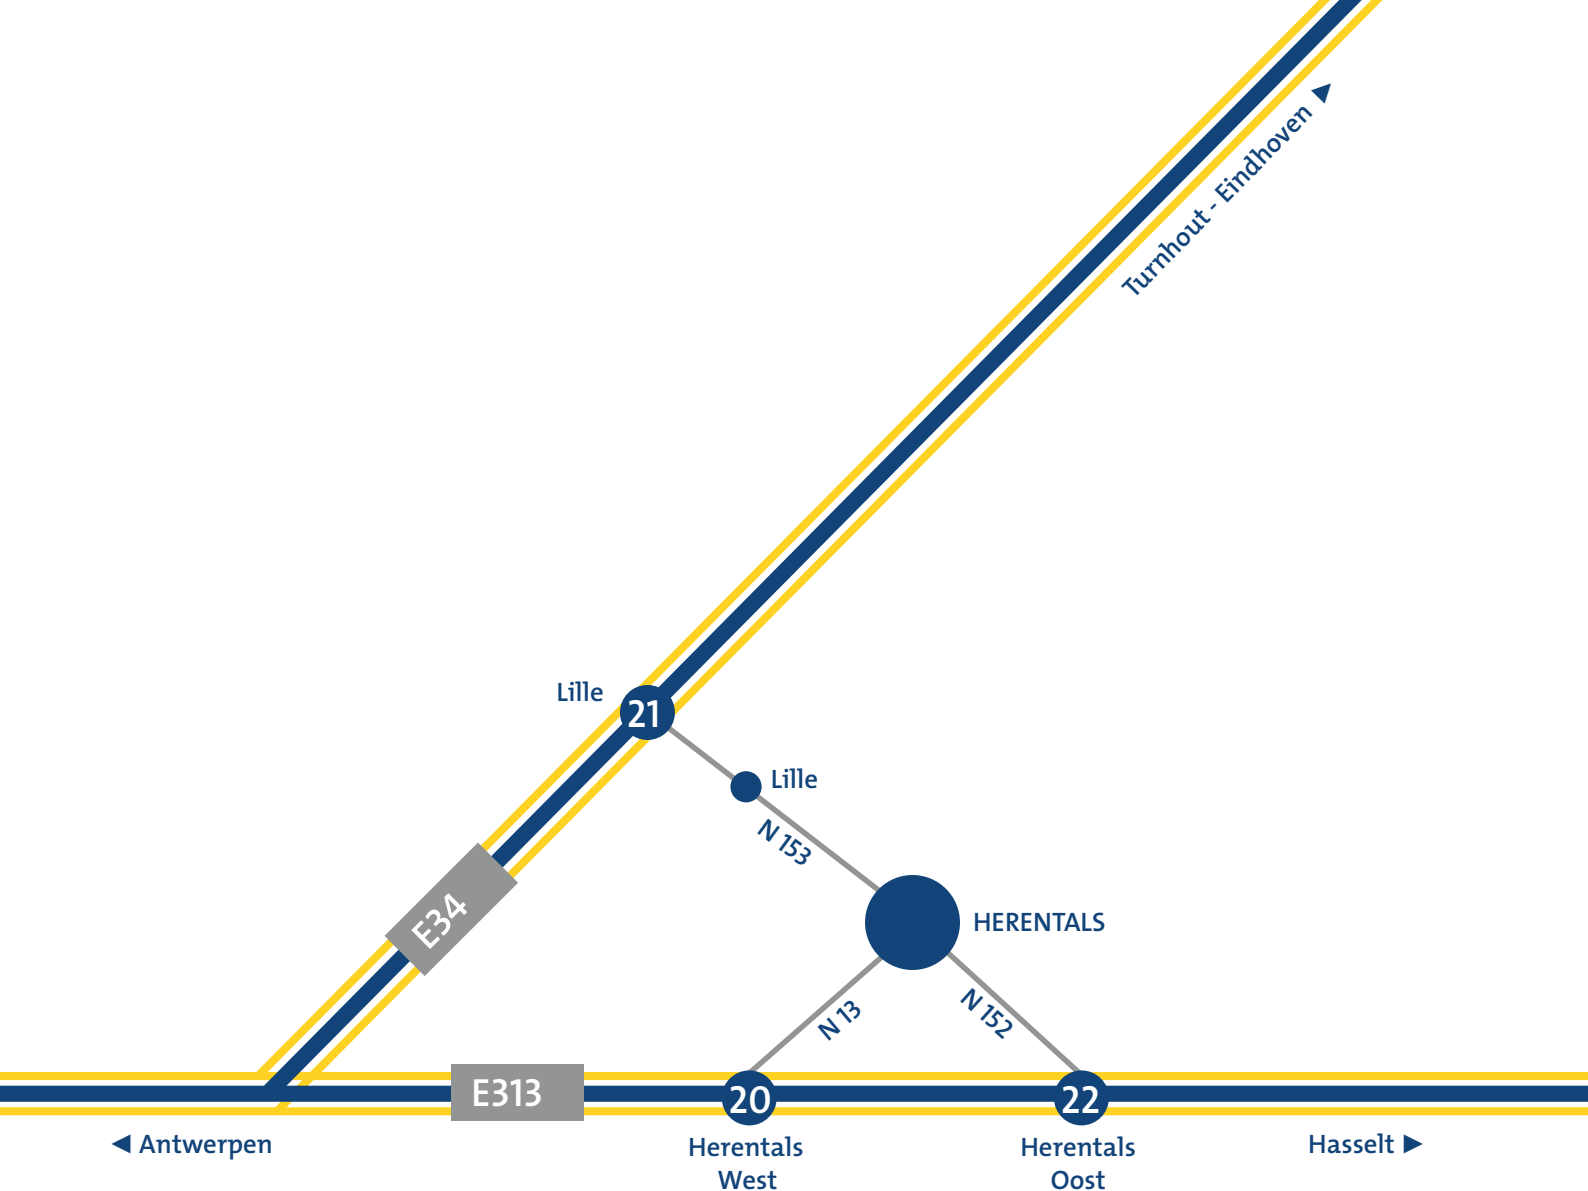 Turnhout - Eindhoven
Lille
21
Lille
N 153
E34
HERENTALS
N 13
N 152
E313
20
22
Antwerpen
Herentals
West
Herentals
Oost
Hasselt